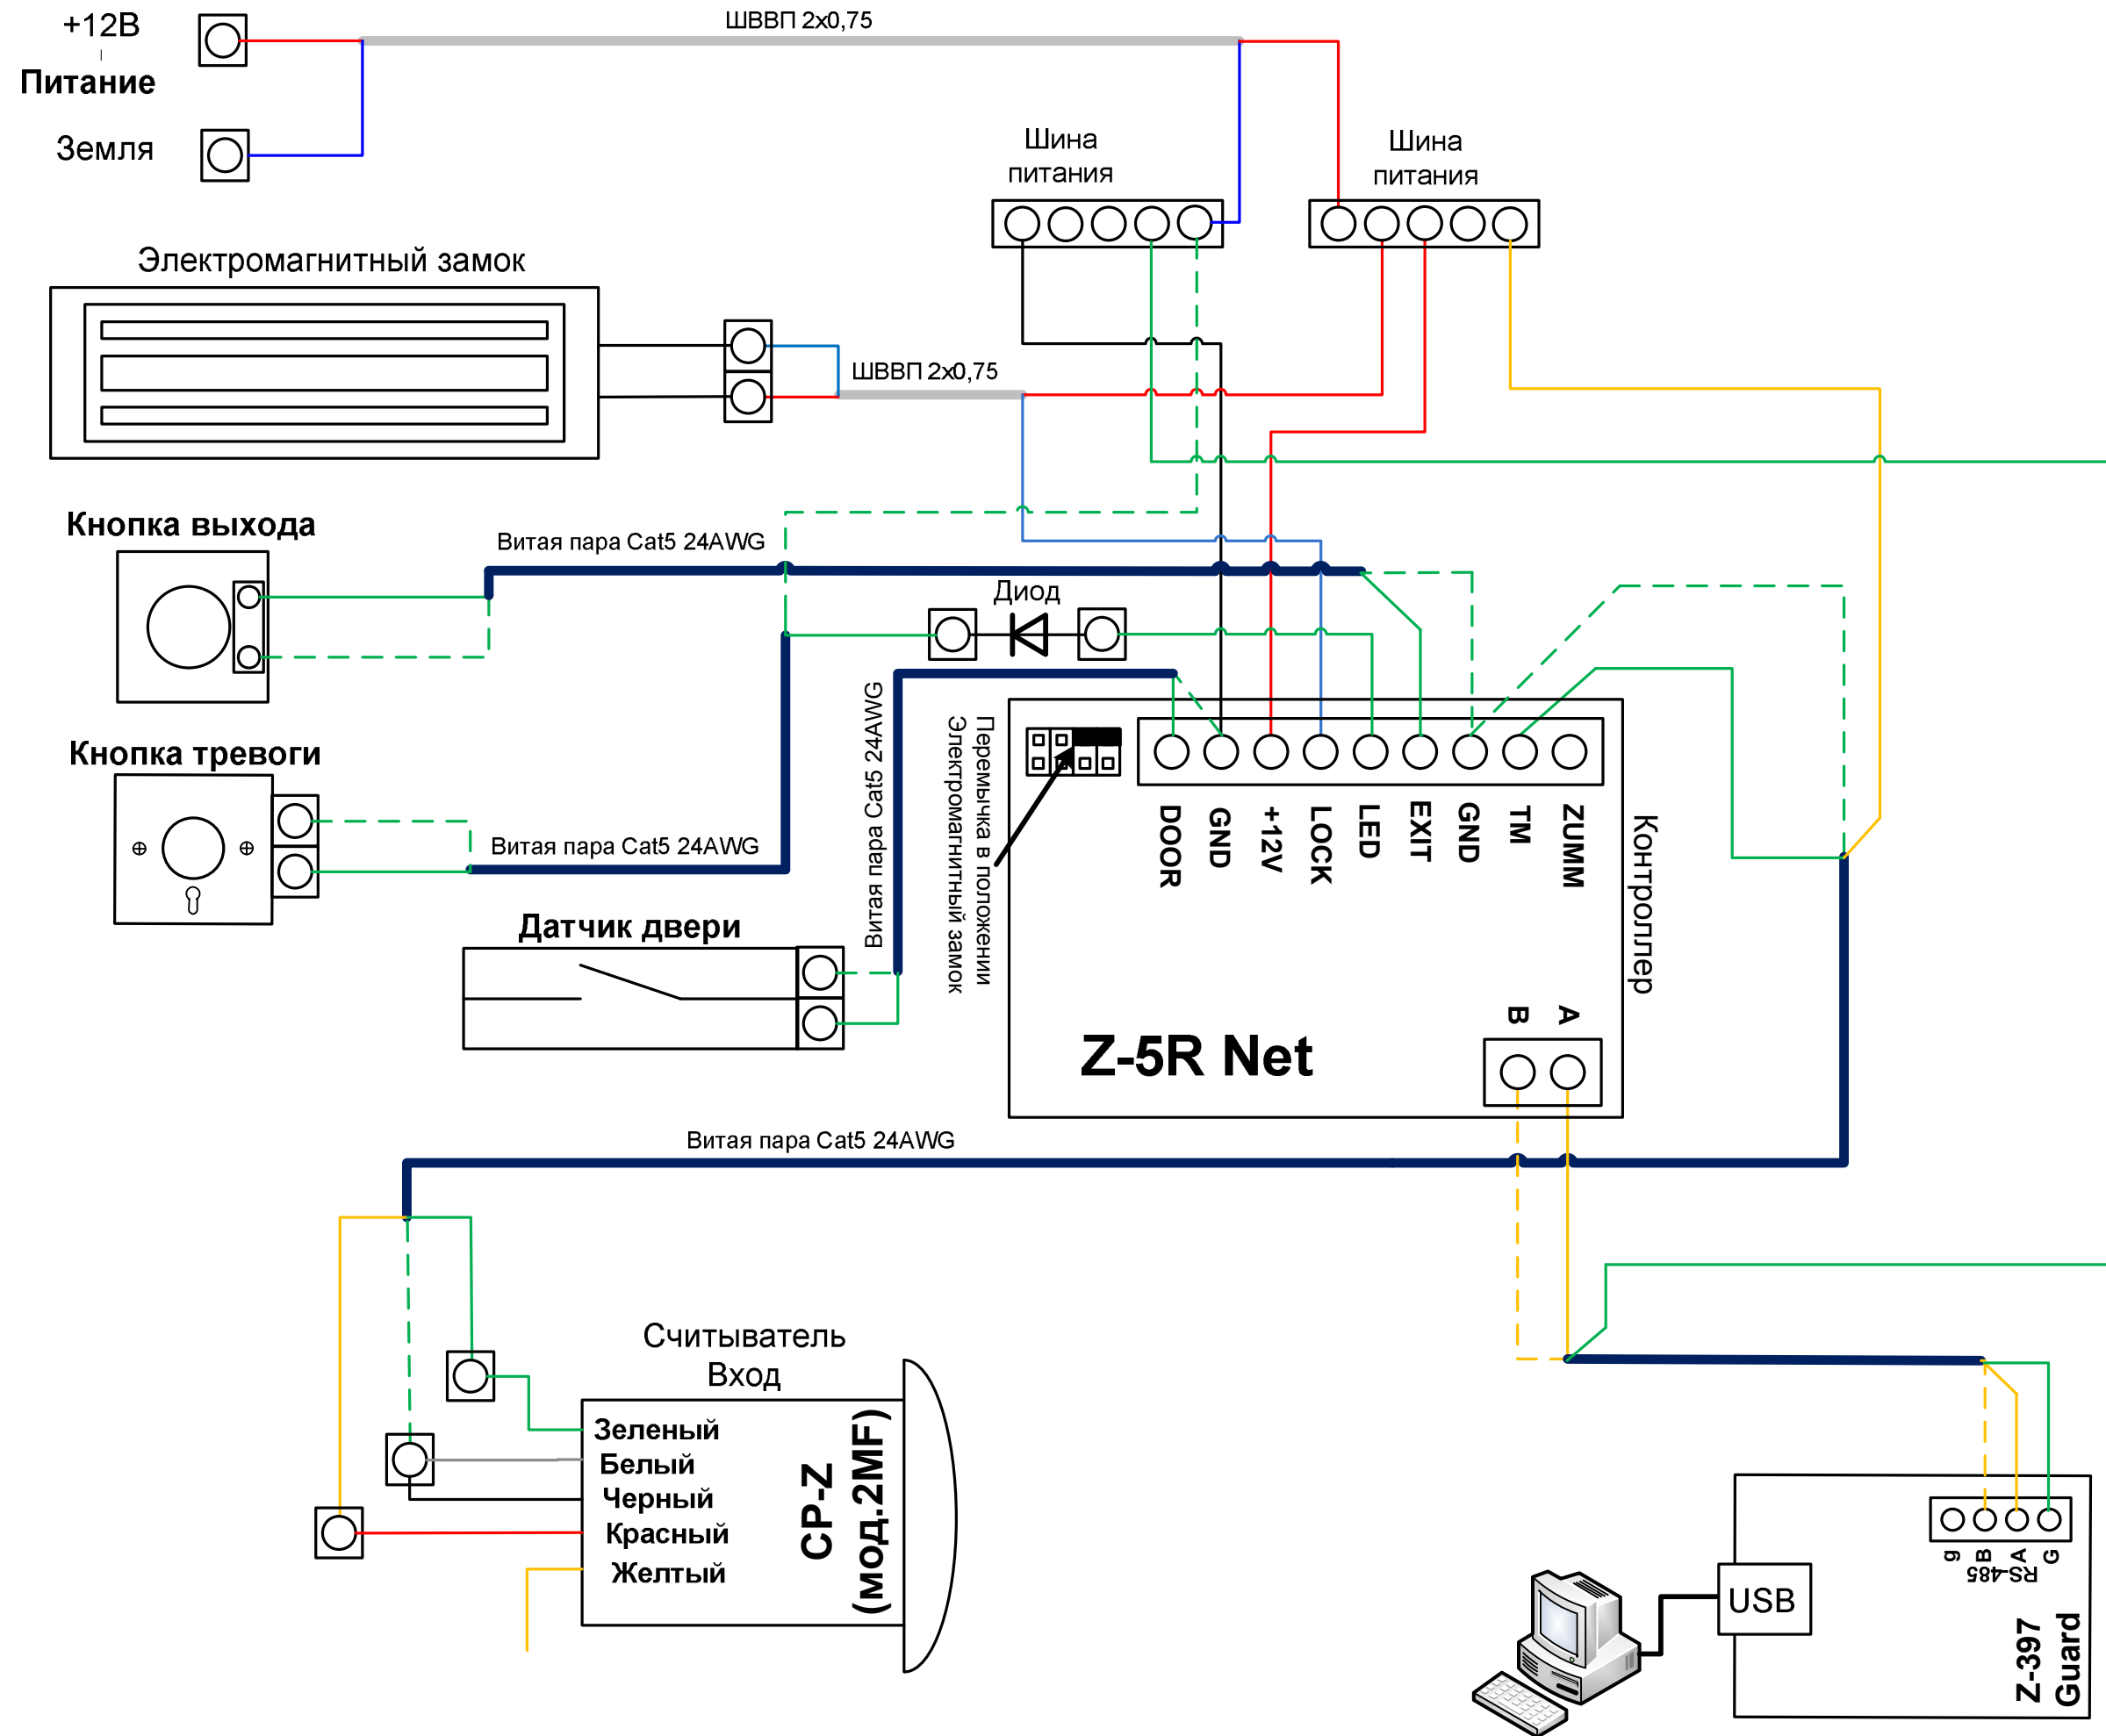 +12В
Питание
Земля
ШВВП 2х0,75
Шина
питания
Шина
питания
Электромагнитный замок
ШВВП 2х0,75
Кнопка выхода
Витая пара Cat5 24AWG
Диод
Кнопка тревоги
Витая пара Cat5 24AWG
Витая пара Cat5 24AWG
Перемычка в положении
Электромагнитный замок
DOOR
GND
+12V
LOCK
LED
EXIT
GND
TM
ZUMM
Контроллер
Датчик двери
B
A
Z-5R Net
Витая пара Cat5 24AWG
Считыватель
Вход
Зеленый
Белый
Черный
Красный
Желтый
CP-Z
(мод.2MF)
g
B
A
G
RS-485
USB
Z-397
Guard